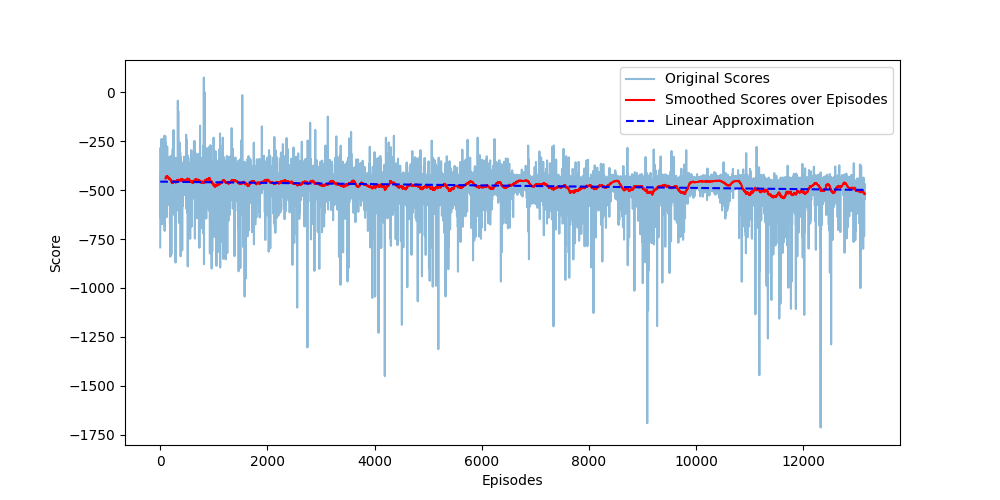 Original Scores
Smoothed Scores over Episodes
Linear Approximation
0
−250
−500
−750
−1000
−1250
−1500
−1750
Score
0 2000 4000 6000 8000 10000 12000
Episodes